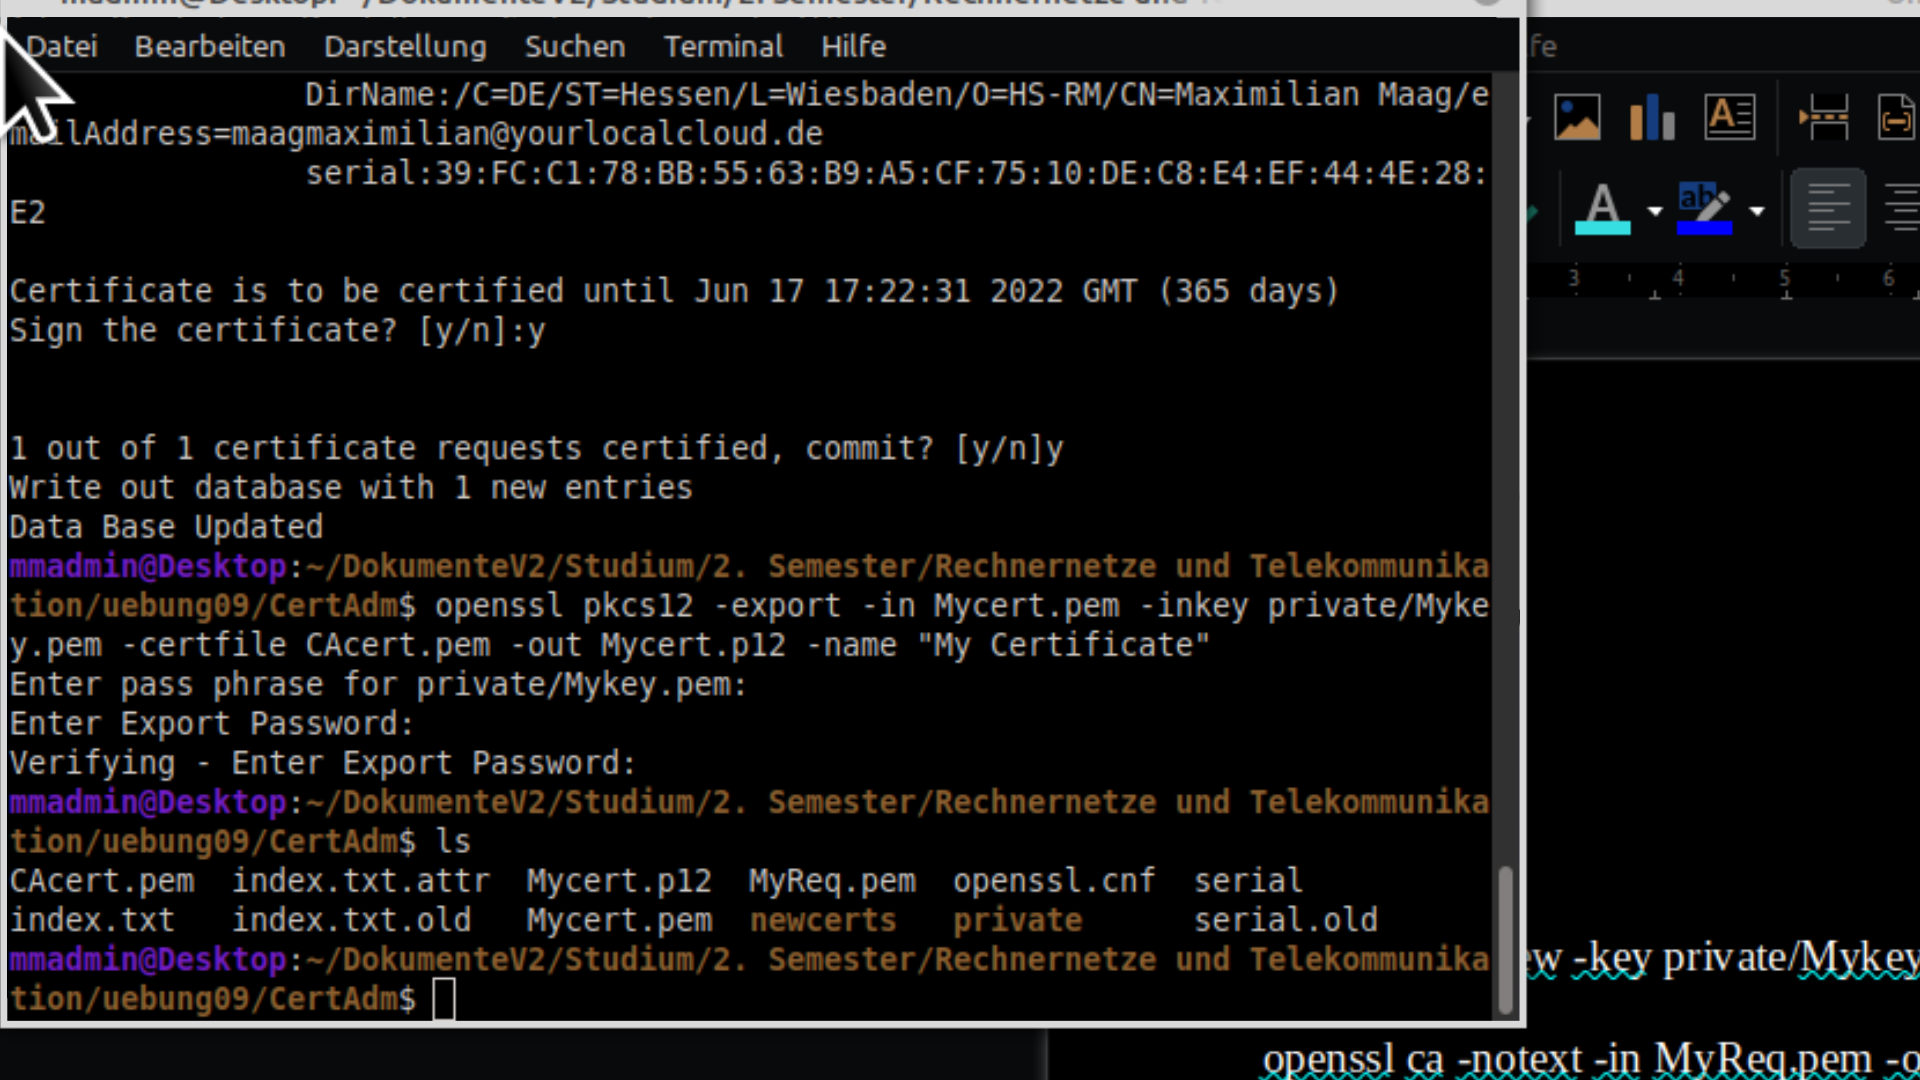 Datei Bearbeiten Darstellung Suchen Terminal Hilfe
fe
DirName:/C=DE/ST=Hessen/L=Wiesbaden/O=HS-RM/CN=Maximilian Maag/e
mailAddress=maagmaximilian@yourlocalcloud.de
serial:39:FC:C1:78:BB:55:63:B9:A5:CF:75:10:DE:C8:E4:EF:44:4E:28:
E2
3 4 5 6
Certificate is to be certified until Jun 17 17:22:31 2022 GMT (365 days)
Sign the certificate? [y/n]:y
1 out of 1 certificate requests certified, commit? [y/n]y
Write out database with 1 new entries
Data Base Updated
mmadmin@Desktop:~/DokumenteV2/Studium/2. Semester/Rechnernetze und Telekommunika
tion/uebung09/CertAdm$ openssl pkcs12 -export -in Mycert.pem -inkey private/Myke
y.pem -certfile CAcert.pem -out Mycert.p12 -name "My Certificate"
Enter pass phrase for private/Mykey.pem:
Enter Export Password:
Verifying - Enter Export Password:
mmadmin@Desktop:~/DokumenteV2/Studium/2. Semester/Rechnernetze und Telekommunika
tion/uebung09/CertAdm$ ls
CAcert.pem index.txt.attr Mycert.p12 MyReq.pem openssl.cnf serial
index.txt index.txt.old Mycert.pem newcerts private serial.old
mmadmin@Desktop:~/DokumenteV2/Studium/2. Semester/Rechnernetze und Telekommunika
tion/uebung09/CertAdm$
ew -key private/Mykey
openssl ca -notext -in MyReq.pem -o